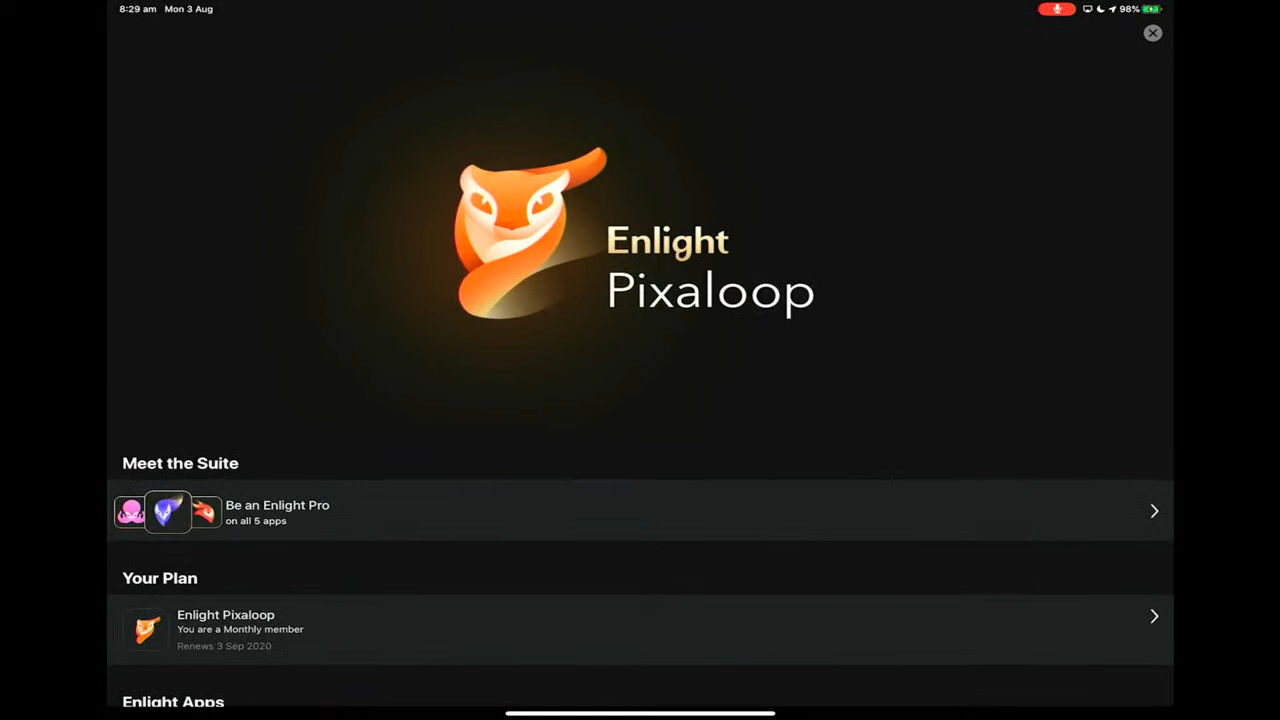 8:29 am Mon 3 Aug
98%
Enlight
Pixaloop
Meet the Suite
Be an Enlight Pro
on all 5 apps
Your Plan
Enlight Pixaloop
You are a Monthly member
Renews 3 Sep 2020
Enlight Apps